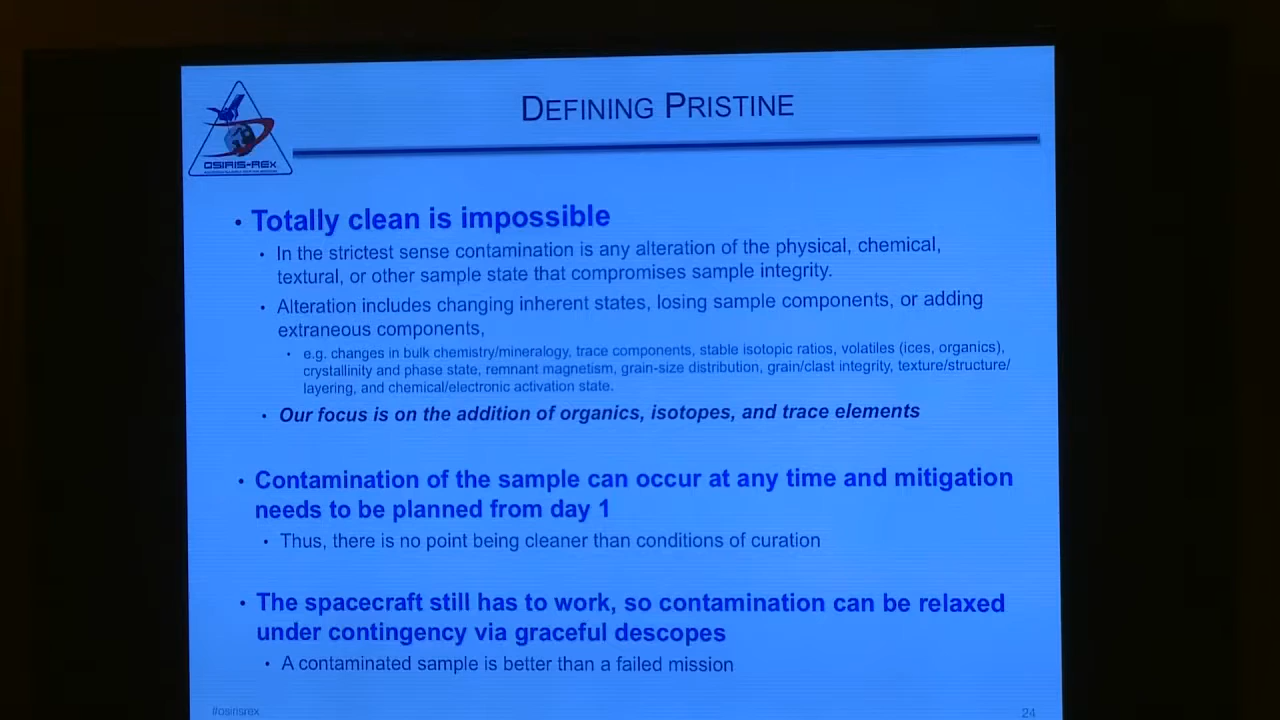 DEFINING PRISTINE
OSIRIS-REX
• Totally clean is impossible
• In the strictest sense contamination is any alteration of the physical, chemical,
textural, or other sample state that compromises sample integrity.
• Alteration includes changing inherent states, losing sample components, or adding
extraneous components,
• e.g. changes in bulk chemistry/mineralogy, trace components, stable isotopic ratios, volatiles (ices, organics),
crystallinity and phase state, remnant magnetism, grain-size distribution, grain/clast integrity, texture/structure/
layering, and chemical/electronic activation state.
• Our focus is on the addition of organics, isotopes, and trace elements
• Contamination of the sample can occur at any time and mitigation
needs to be planned from day 1
• Thus, there is no point being cleaner than conditions of curation
• The spacecraft still has to work, so contamination can be relaxed
under contingency via graceful descopes
• A contaminated sample is better than a failed mission
#osirisrex
24